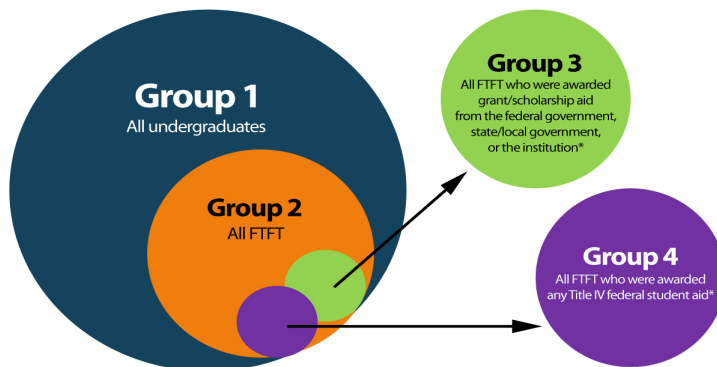 Group 1
All undergraduates
Group 2
All FTFT
Group 3
All FTFT who were awarded
grant/scholarship aid
from the federal government,
state/local government,
or the institution*
Group 4
All FTFT who were awarded
any Title IV federal student aid*